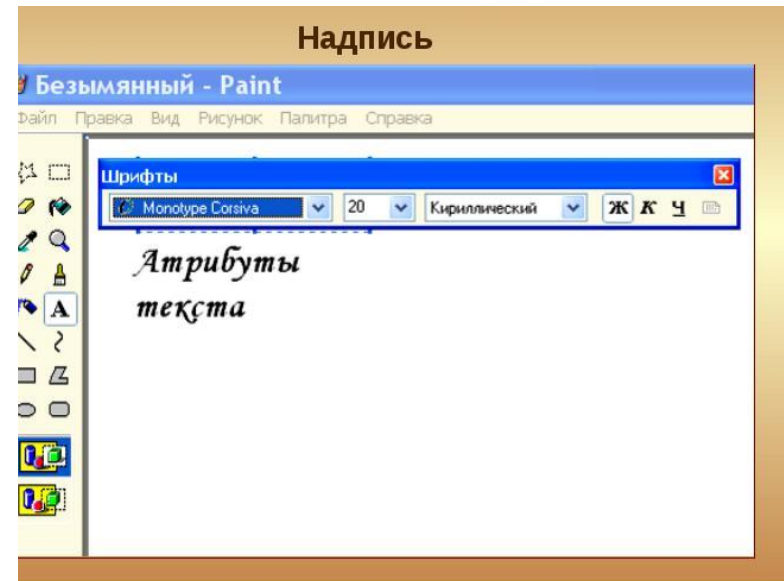 Надпись
Безымянный - Paint
Файл Правка Вид Рисунок Палитра Справка
Шрифты
Monotype Corsiva 20 Кириллический Ж К Ч
A
Атрибуты
текста